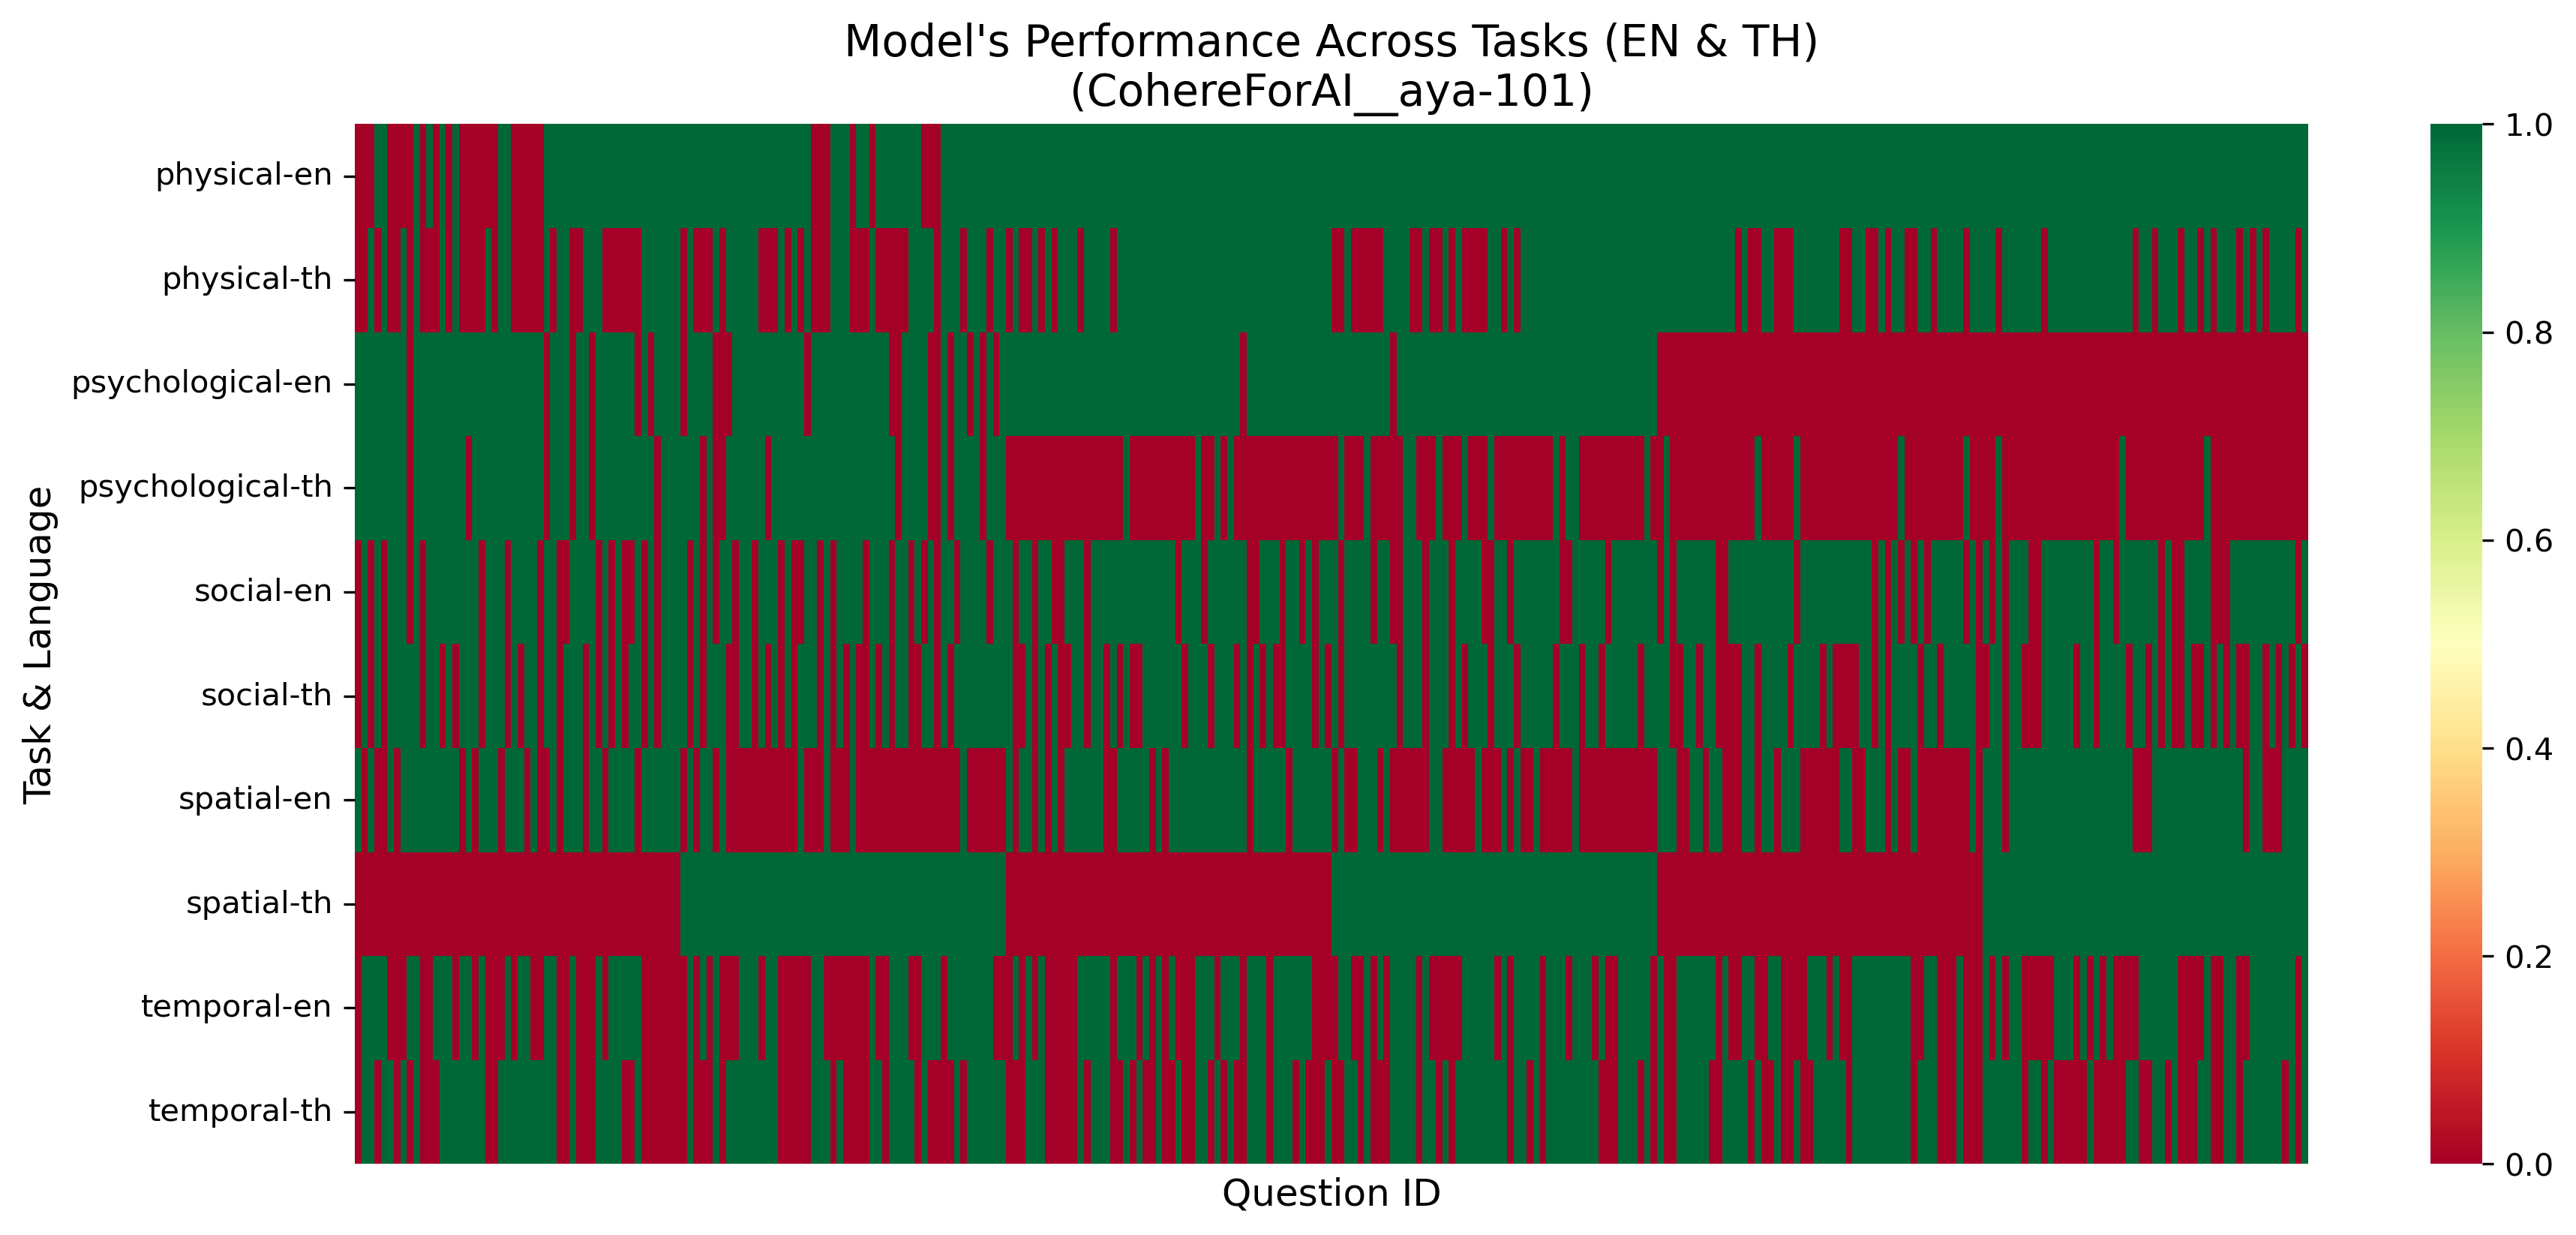 Model's Performance Across Tasks (EN & TH)
(CohereForAI__aya-101)
Task & Language
physical-en
physical-th
psychological-en
psychological-th
social-en
social-th
spatial-en
spatial-th
temporal-en
temporal-th
Question ID
1.0
0.8
0.6
0.4
0.2
0.0